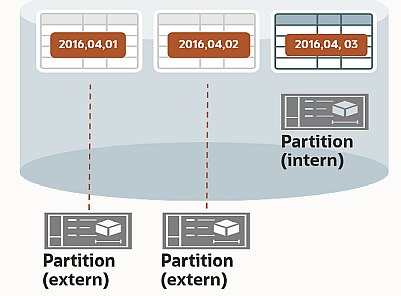 2016,04,01
2016,04,02
2016,04, 03
Partition
(intern)
Partition
(extern)
Partition
(extern)